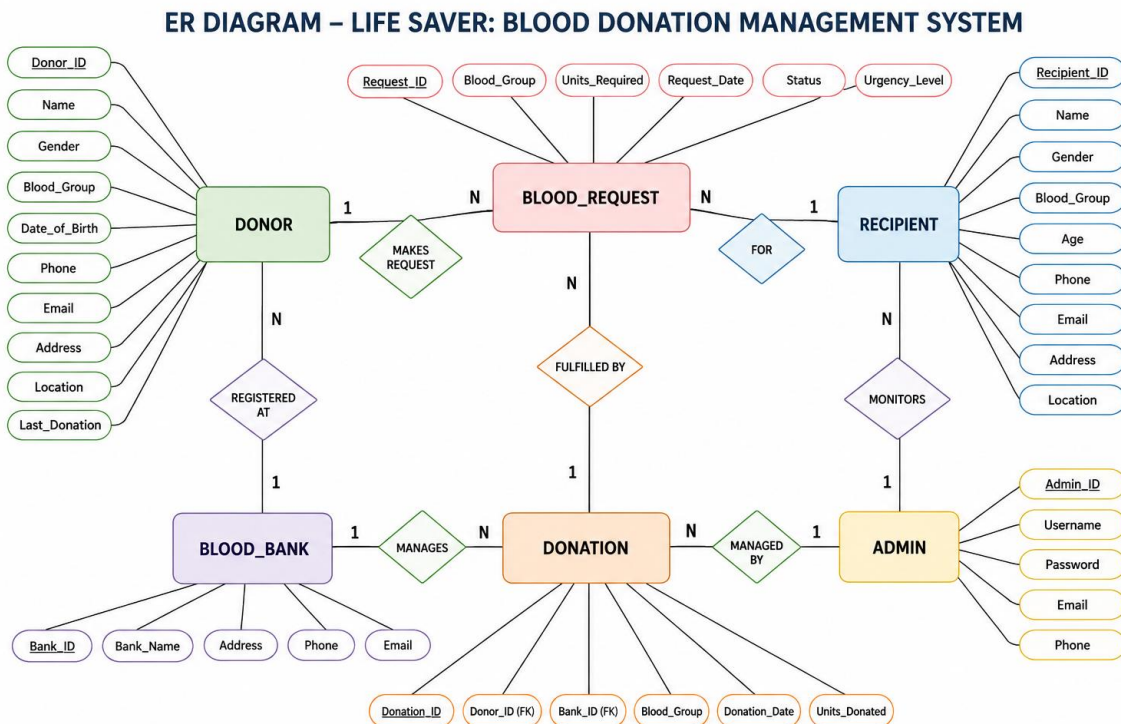 ER DIAGRAM – LIFE SAVER: BLOOD DONATION MANAGEMENT SYSTEM
Donor_ID
Name
Gender
Blood_Group
Date_of_Birth
Phone
Email
Address
Location
Last_Donation
DONOR
Request_ID
Blood_Group
Units_Required
Request_Date
Status
Urgency_Level
BLOOD_REQUEST
Recipient_ID
Name
Gender
Blood_Group
Age
Phone
Email
Address
Location
RECIPIENT
1
MAKES
REQUEST
N
N
FOR
1
N
REGISTERED
AT
1
N
FULFILLED BY
1
N
MONITORS
1
BLOOD_BANK
1
MANAGES
N
DONATION
N
MANAGED
BY
1
ADMIN
Admin_ID
Username
Password
Email
Phone
Bank_ID
Bank_Name
Address
Phone
Email
Donation_ID
Donor_ID (FK)
Bank_ID (FK)
Blood_Group
Donation_Date
Units_Donated